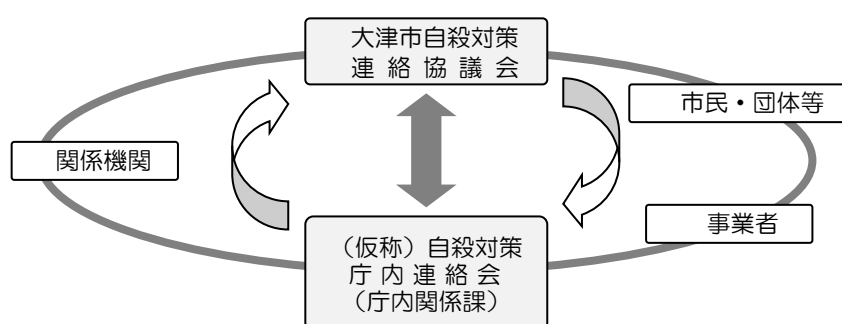 大津市自殺対策
連絡協議会
市民・団体等
関係機関
事業者
（仮称）自殺対策
庁内連絡会
（庁内関係課）